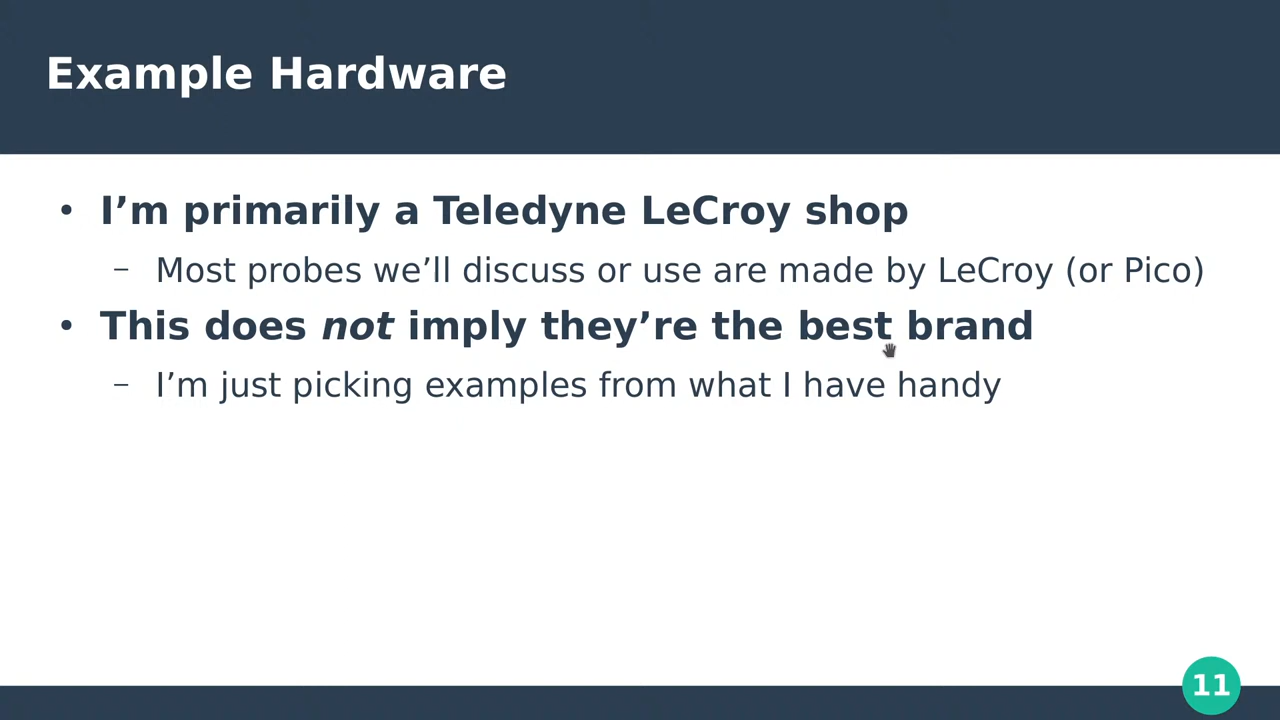 Example Hardware
• I’m primarily a Teledyne LeCroy shop
– Most probes we’ll discuss or use are made by LeCroy (or Pico)
• This does not imply they’re the best brand
– I’m just picking examples from what I have handy
11